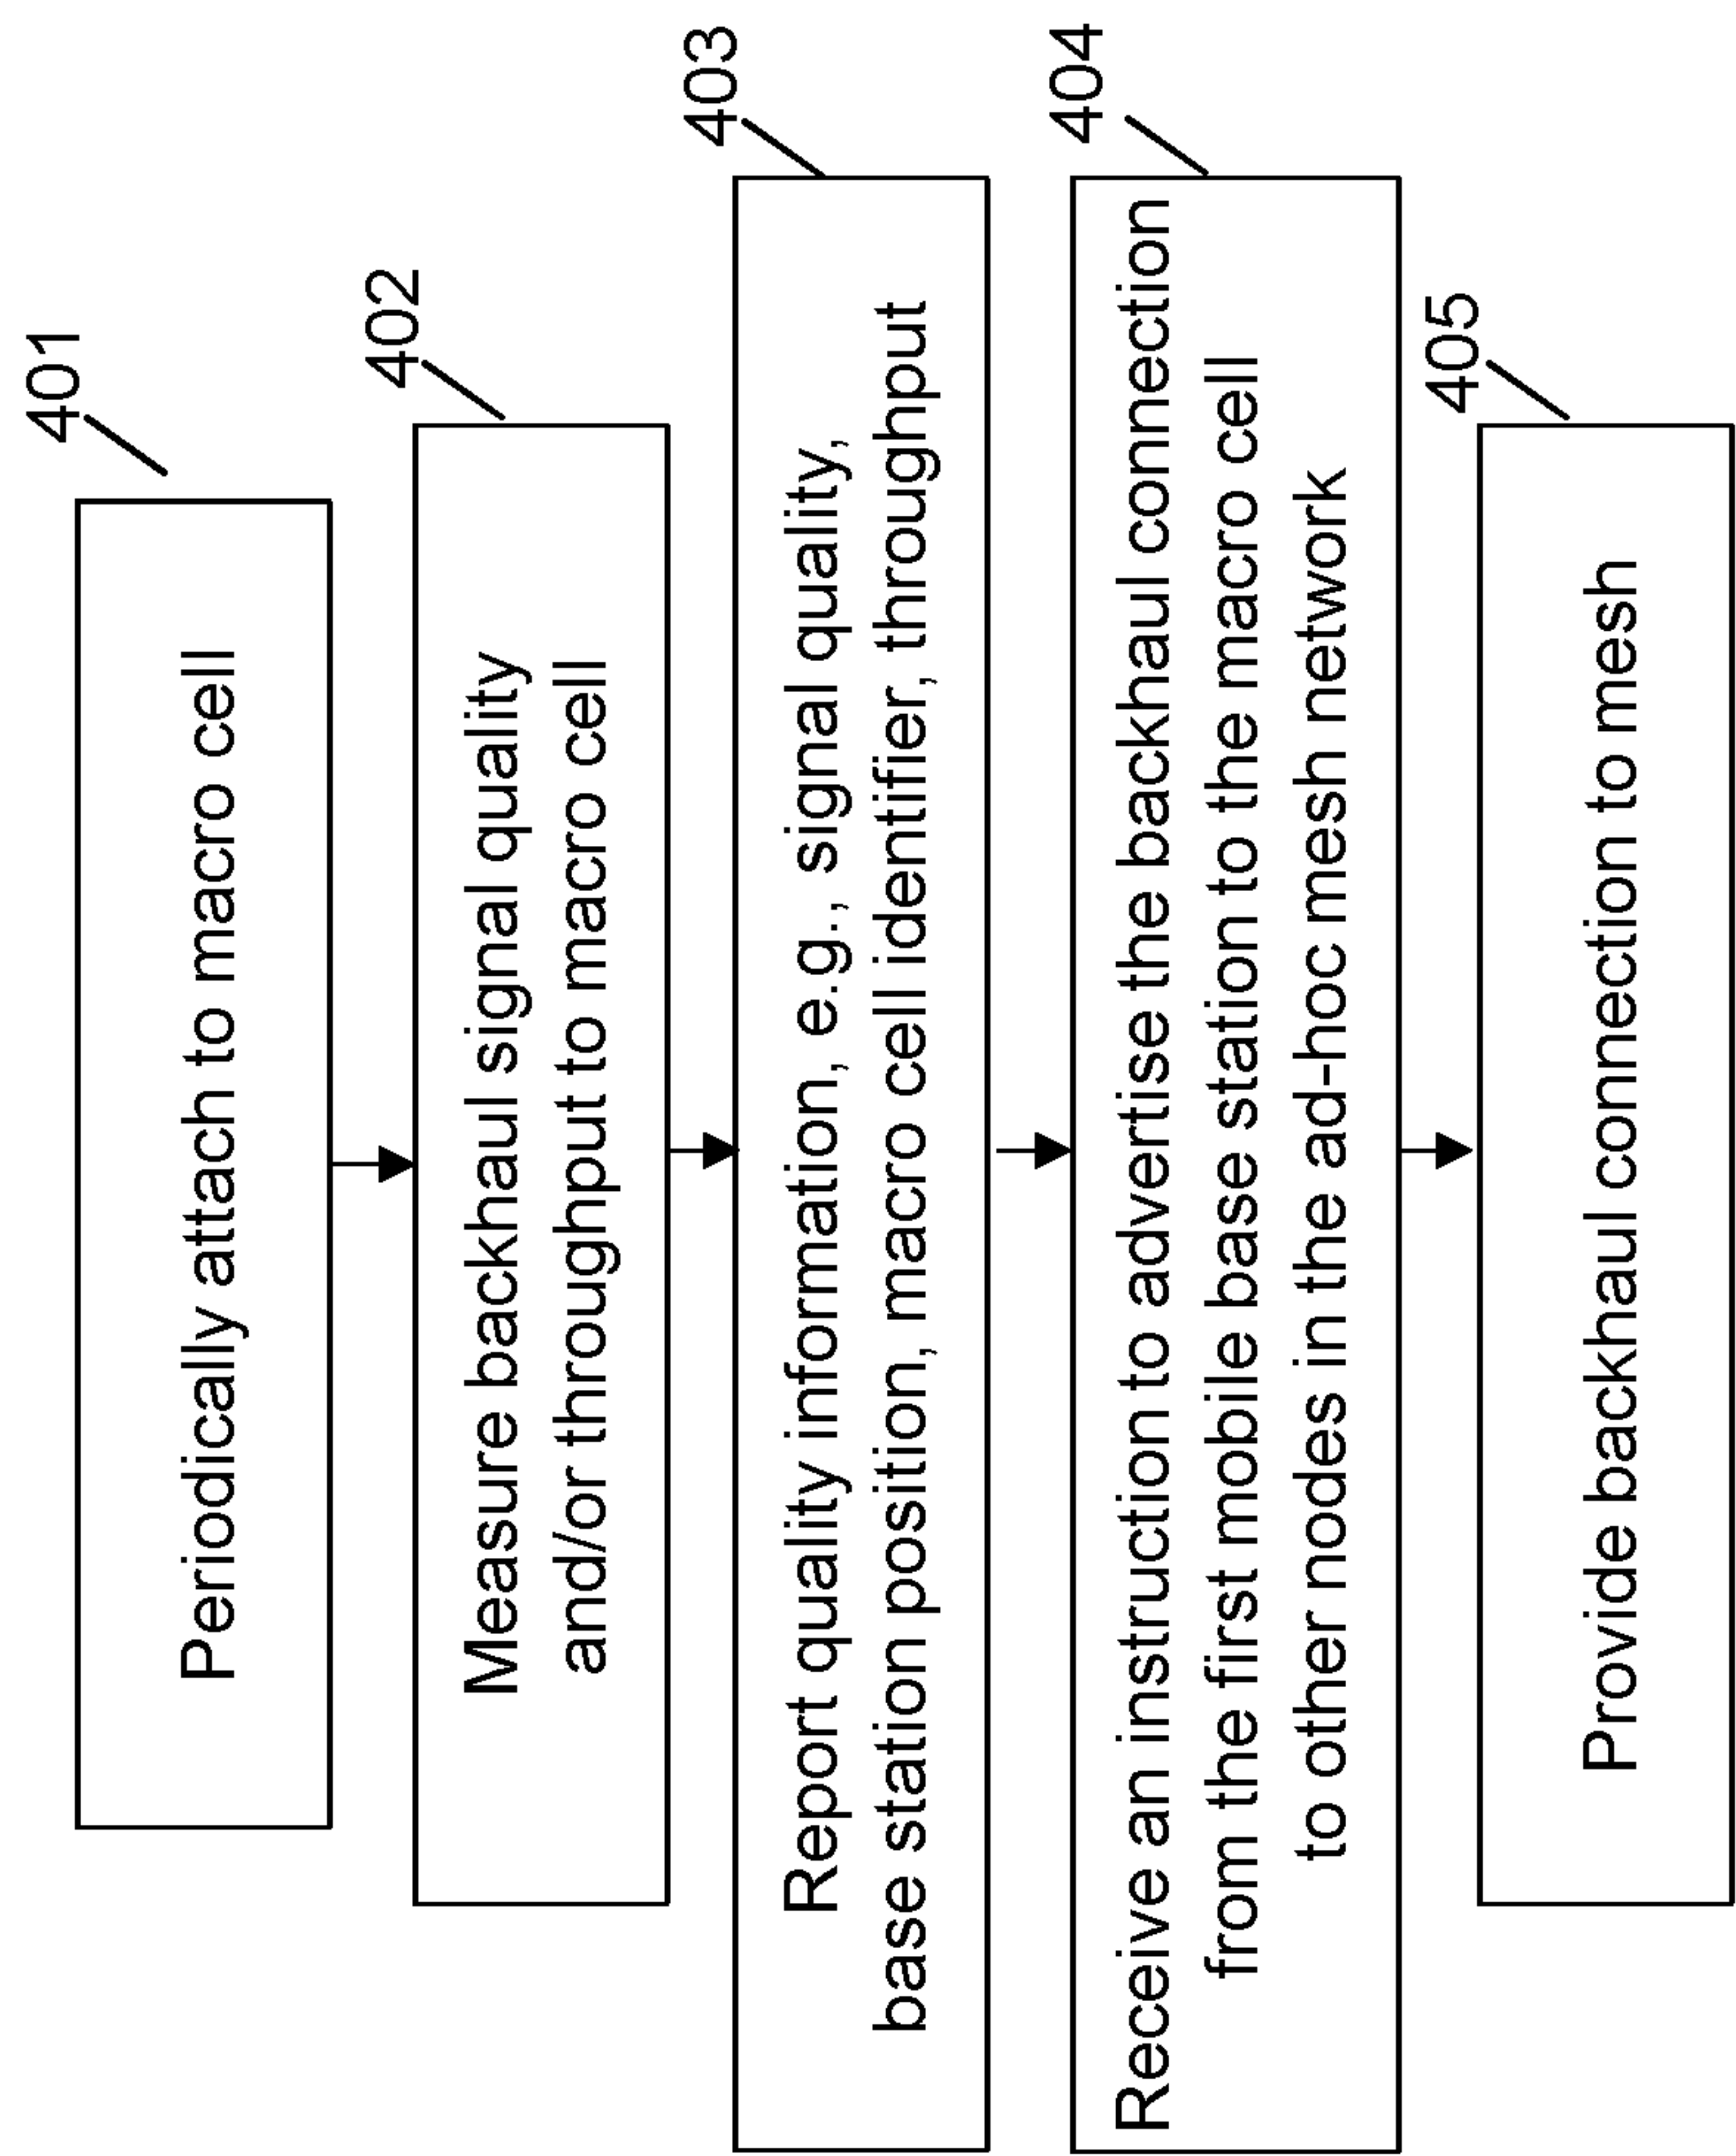 401
Periodically attach to macro cell
402
Measure backhaul signal quality
and/or throughput to macro cell
403
Report quality information, e.g., signal quality,
base station position, macro cell identifier, throughput
404
Receive an instruction to advertise the backhaul connection
from the first mobile base station to the macro cell
to other nodes in the ad-hoc mesh network
405
Provide backhaul connection to mesh